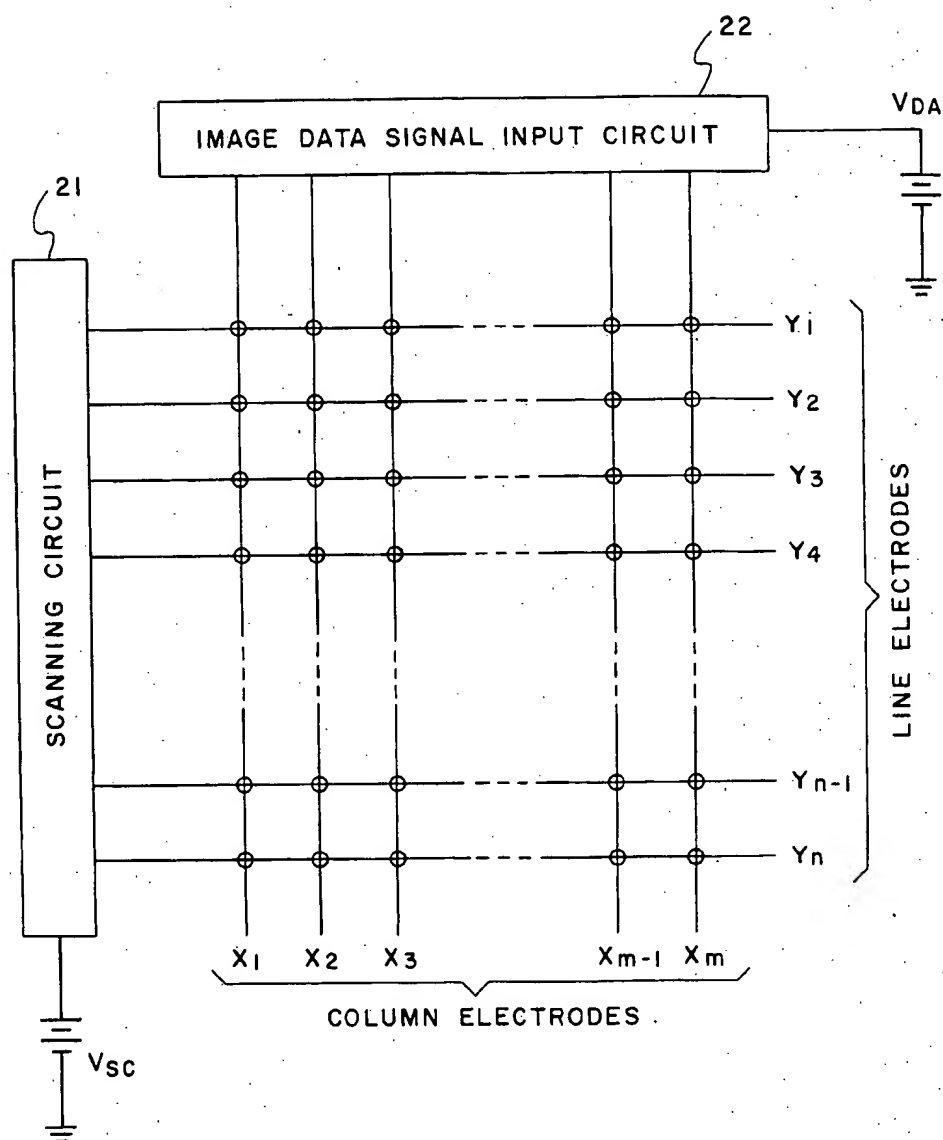 22
IMAGE DATA SIGNAL INPUT CIRCUIT
VDA
21
SCANNING CIRCUIT
Yi
Y2
Y3
Y4
Yn-1
Yn
LINE ELECTRODES
X1 X2 X3 Xm-1 Xm
COLUMN ELECTRODES
VSC